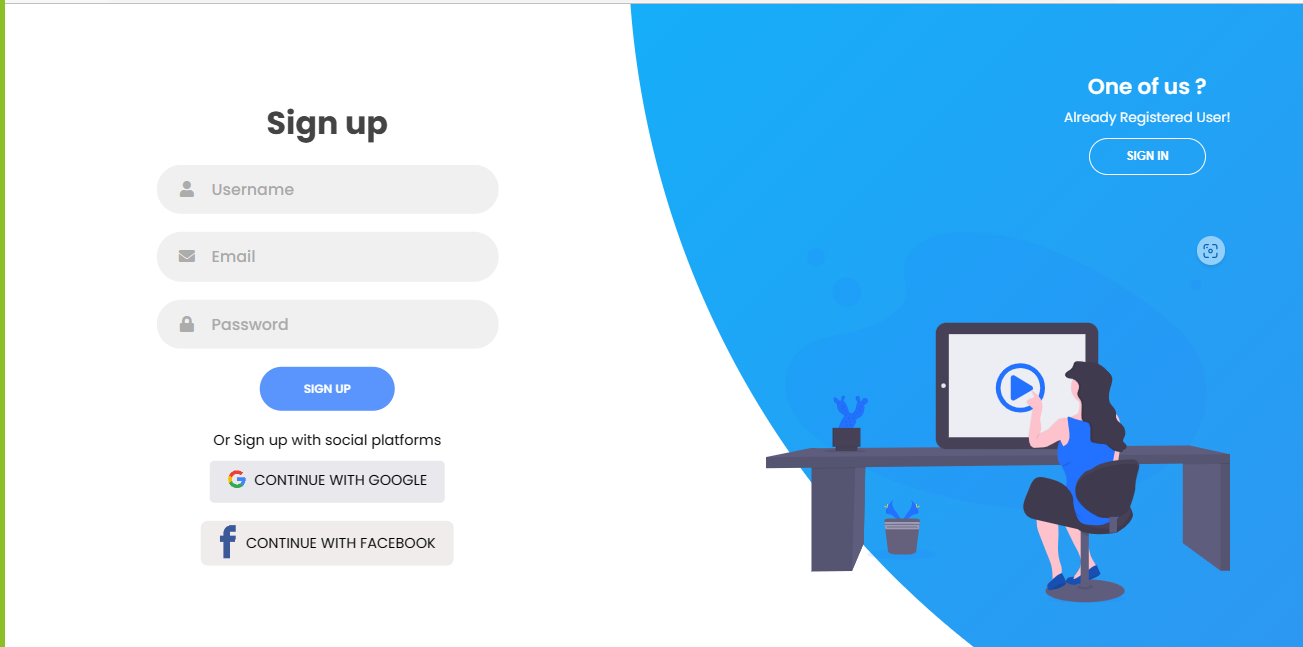 Sign up
Username
Email
Password
SIGN UP
Or Sign up with social platforms
CONTINUE WITH GOOGLE
CONTINUE WITH FACEBOOK
One of us ?
Already Registered User!
SIGN IN